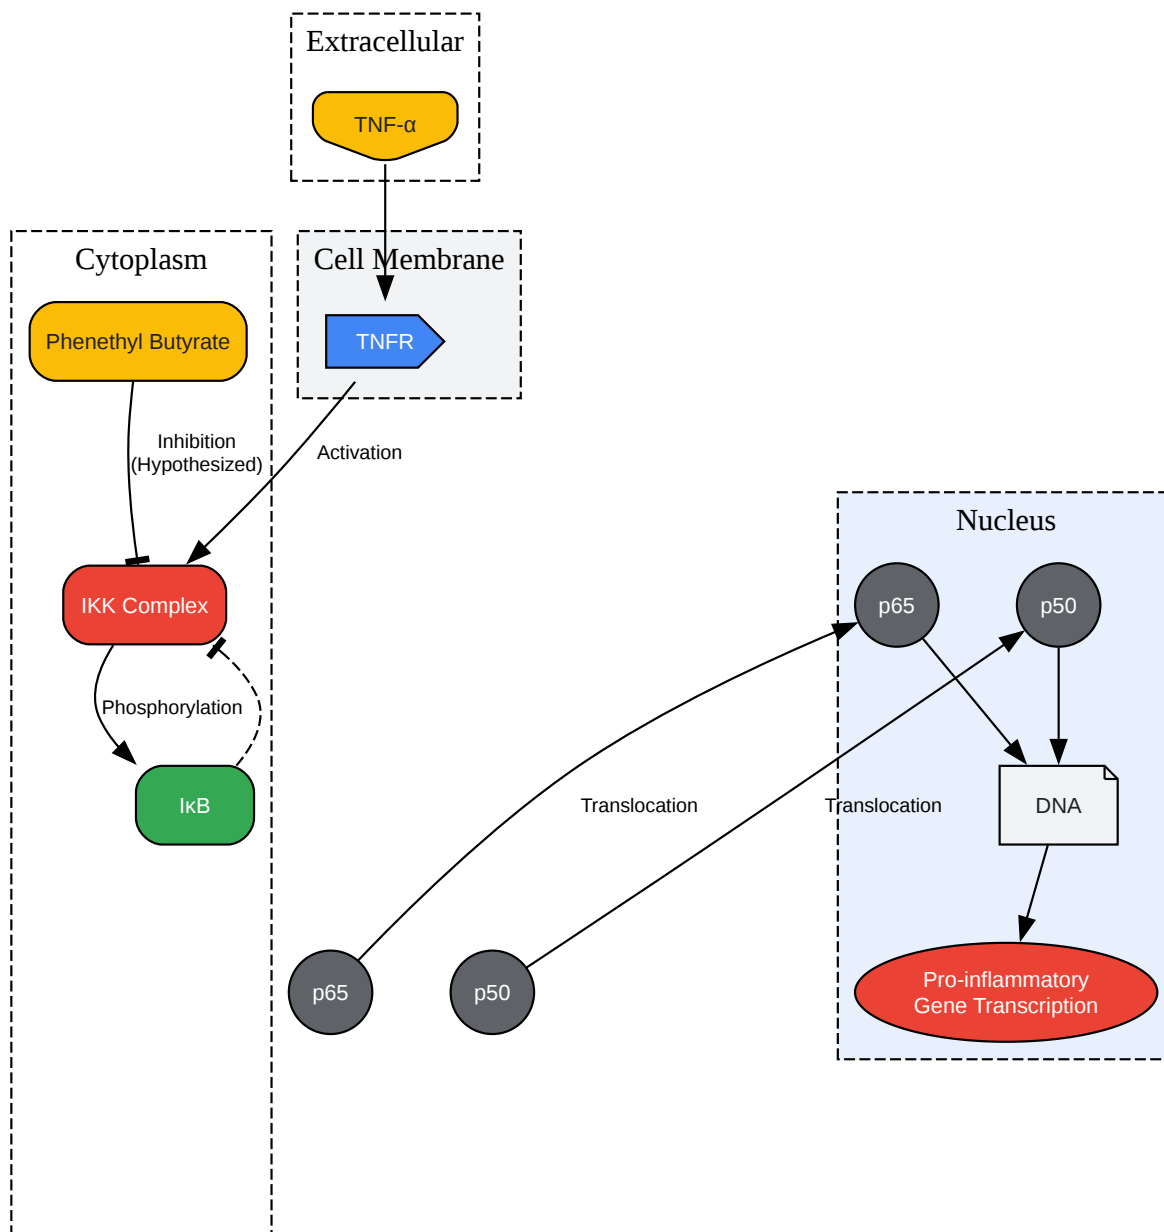 Extracellular
TNF-α
Cytoplasm
Cell Membrane
Phenethyl Butyrate
TNFR
Inhibition
(Hypothesized)
Activation
Nucleus
IKK Complex
p65
p50
Phosphorylation
IκB
Translocation
Translocation
DNA
p65
p50
Pro-inflammatory
Gene Transcription